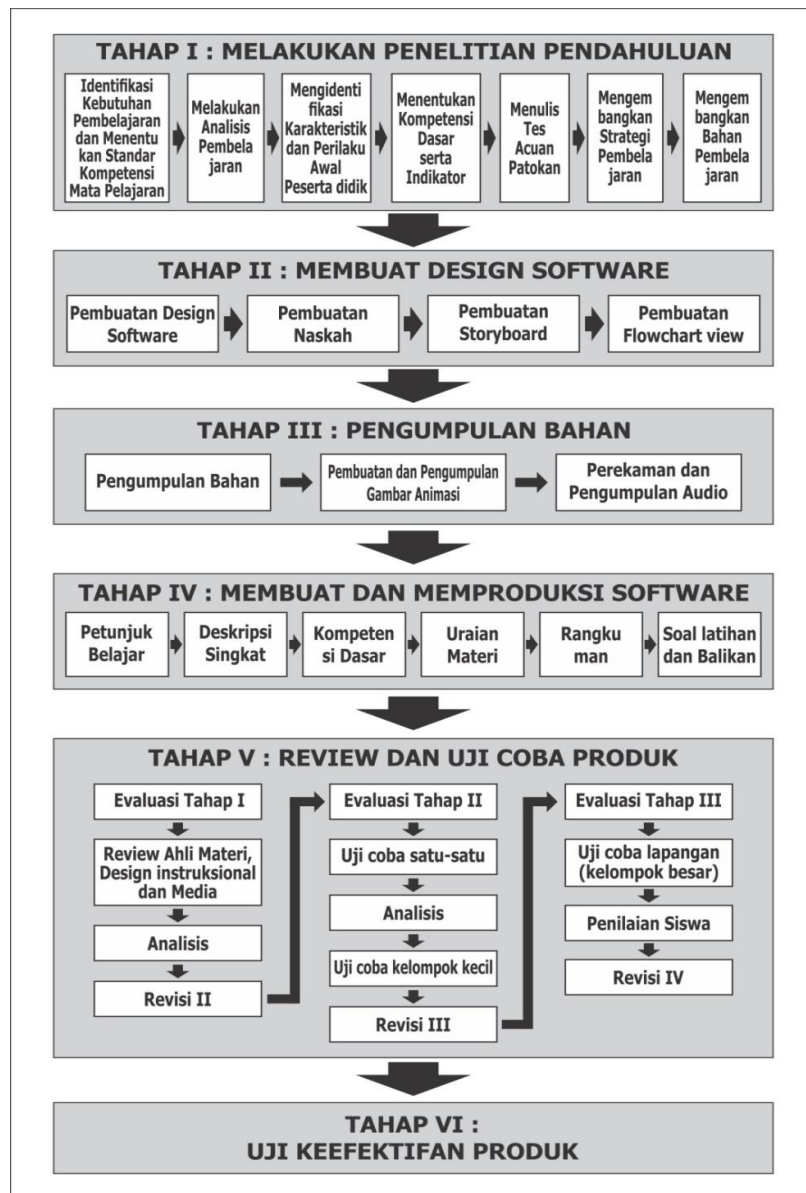 TAHAP I : MELAKUKAN PENELITIAN PENDAHULUAN
Identifikasi
Kebutuhan
Pembelajaran
dan Menentu
kan Standar
Kompetensi
Mata Pelajaran
Melakukan
Analisis
Pembela
jaran
Mengidenti
fikasi
Karakteristik
dan Perilaku
Awal
Peserta didik
Menentukan
Kompetensi
Dasar
serta
Indikator
Menulis
Tes
Acuan
Patokan
Mengem
bangkan
Strategi
Pembela
jaran
Mengem
bangkan
Bahan
Pembela
jaran
TAHAP II : MEMBUAT DESIGN SOFTWARE
Pembuatan Design
Software
Pembuatan
Naskah
Pembuatan
Storyboard
Pembuatan
Flowchart view
TAHAP III : PENGUMPULAN BAHAN
Pengumpulan Bahan
Pembuatan dan Pengumpulan
Gambar Animasi
Perekaman dan
Pengumpulan Audio
TAHAP IV : MEMBUAT DAN MEMPRODUKSI SOFTWARE
Petunjuk
Belajar
Deskripsi
Singkat
Kompeten
si Dasar
Uraian
Materi
Rangku
man
Soal latihan
dan Balikan
TAHAP V : REVIEW DAN UJI COBA PRODUK
Evaluasi Tahap I
Review Ahli Materi,
Design instruksional
dan Media
Analisis
Revisi II
Evaluasi Tahap II
Uji coba satu-satu
Analisis
Uji coba kelompok kecil
Revisi III
Evaluasi Tahap III
Uji coba lapangan
(kelompok besar)
Penilaian Siswa
Revisi IV
TAHAP VI :
UJI KEEFEKTIFAN PRODUK